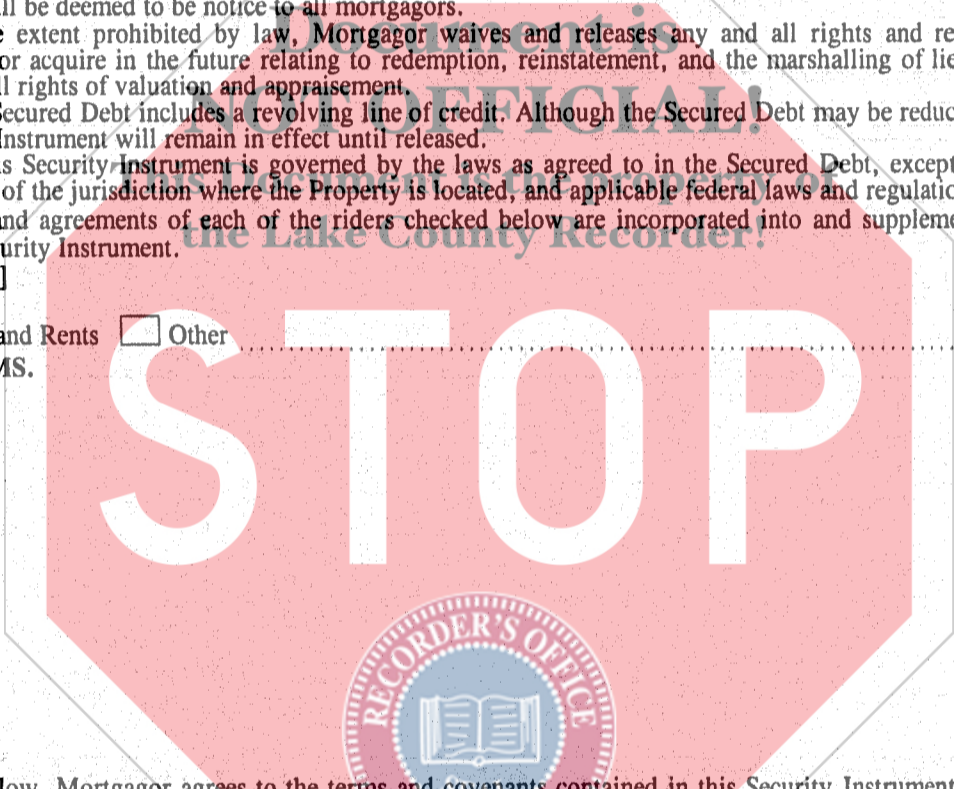 ll be deemed to be notice to all mortgagors.
Document is
e extent prohibited by law, Mortgagor waives and releases any and all rights and re
or acquire in the future relating to redemption, reinstatement, and the marshalling of lie
ll rights of valuation and appraisement.
NOT OFFICIAL!
Secured Debt includes a revolving line of credit. Although the Secured Debt may be reduc
Instrument will remain in effect until released.
is Security Instrument is governed by the laws as agreed to in the Secured Debt, except
This Document is the property of
of the jurisdiction where the Property is located, and applicable federal laws and regulatio
nd agreements of each of the riders checked below are incorporated into and suppleme
the Lake County Recorder!
urity Instrument.
]
and Rents Other
MS.
STOP
RECORDER'S OFFICE
low, Mortgagor agrees to the terms and covenants contained in this Security Instrument